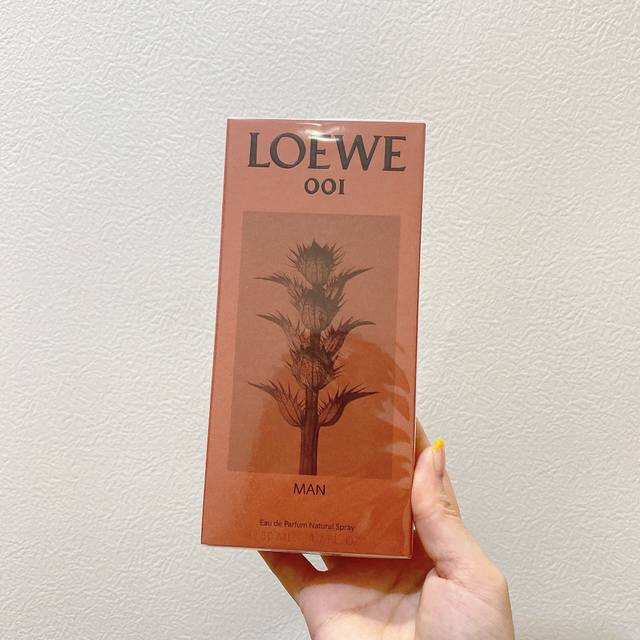 LOEWE
001
MAN
Eau de Parfum Natural Spray